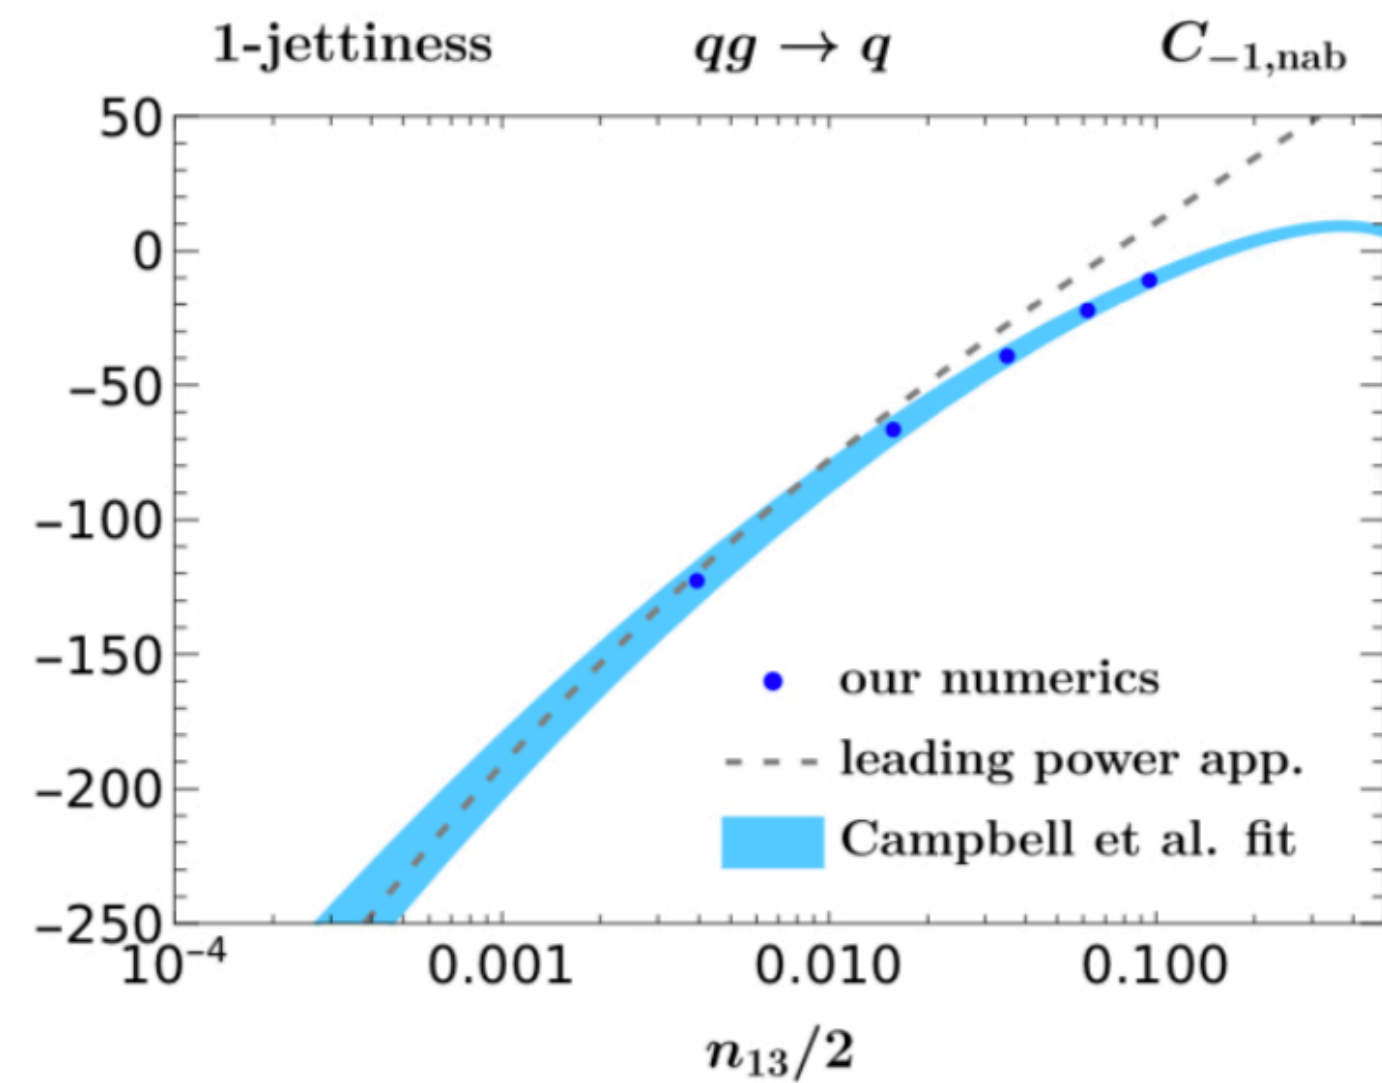 1-jettiness qg → q C₋₁,nab
50
0
−50
−100
−150
−200
−250
10⁻⁴ 0.001 0.010 0.100
our numerics
leading power app.
Campbell et al. fit
n₁₃/2